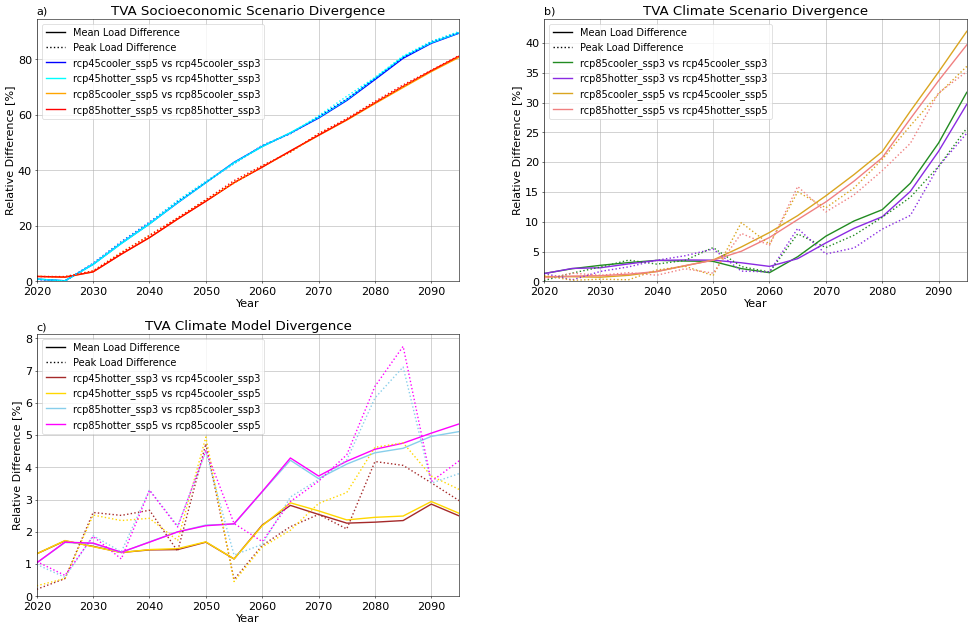 a)
TVA Socioeconomic Scenario Divergence
Mean Load Difference
Peak Load Difference
rcp45cooler_ssp5 vs rcp45cooler_ssp3
rcp45hotter_ssp5 vs rcp45hotter_ssp3
rcp85cooler_ssp5 vs rcp85cooler_ssp3
rcp85hotter_ssp5 vs rcp85hotter_ssp3
Relative Difference [%]
80
60
40
20
0
2020 2030 2040 2050 2060 2070 2080 2090
Year
b)
TVA Climate Scenario Divergence
Mean Load Difference
Peak Load Difference
rcp85cooler_ssp3 vs rcp45cooler_ssp3
rcp85hotter_ssp3 vs rcp45hotter_ssp3
rcp85cooler_ssp5 vs rcp45cooler_ssp5
rcp85hotter_ssp5 vs rcp45hotter_ssp5
Relative Difference [%]
40
35
30
25
20
15
10
5
0
2020 2030 2040 2050 2060 2070 2080 2090
Year
c)
TVA Climate Model Divergence
Mean Load Difference
Peak Load Difference
rcp45hotter_ssp3 vs rcp45cooler_ssp3
rcp45hotter_ssp5 vs rcp45cooler_ssp5
rcp85hotter_ssp3 vs rcp85cooler_ssp3
rcp85hotter_ssp5 vs rcp85cooler_ssp5
Relative Difference [%]
8
7
6
5
4
3
2
1
0
2020 2030 2040 2050 2060 2070 2080 2090
Year